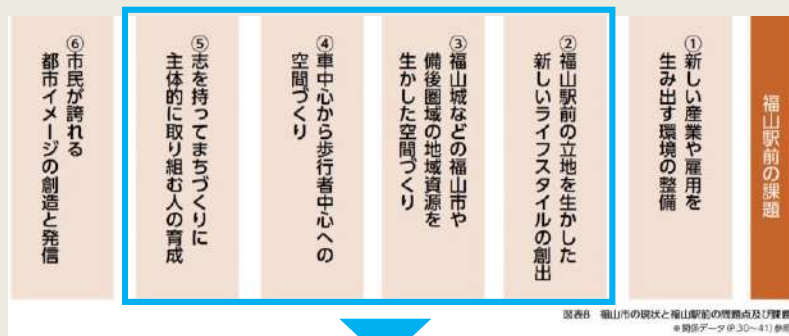 福山駅前の課題
①新しい産業や雇用を
生み出す環境の整備
②福山駅前の立地を生かした
新しいライフスタイルの創出
③福山城などの福山市や
備後圏域の地域資源を
生かした空間づくり
④車中心から歩行者中心への
空間づくり
⑤志を持ってまちづくりに
主体的に取り組む人の育成
⑥市民が誇れる
都市イメージの創造と発信
図表8 福山市の現状と福山駅前の問題点及び課題
※関係データ(P.30~41)参照